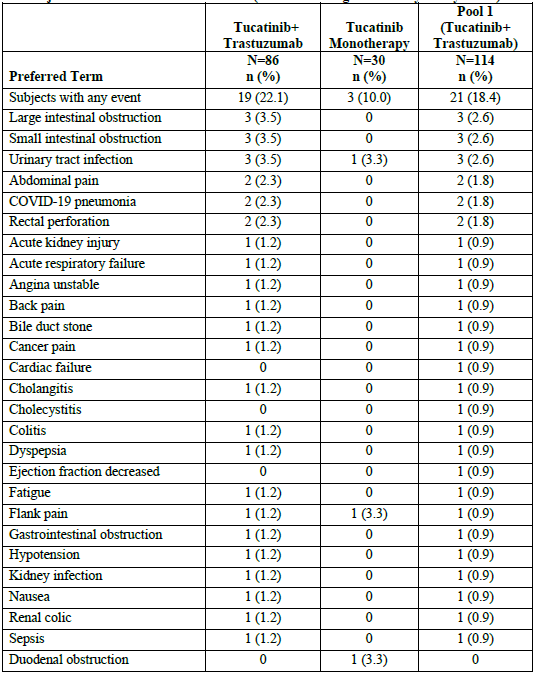 Tucatinib+ Trastuzumab Tucatinib Monotherapy Pool 1 (Tucatinib+ Trastuzumab)
Preferred Term N=86 n (%) N=30 n (%) N=114 n (%)
Subjects with any event 19 (22.1) 3 (10.0) 21 (18.4)
Large intestinal obstruction 3 (3.5) 0 3 (2.6)
Small intestinal obstruction 3 (3.5) 0 3 (2.6)
Urinary tract infection 3 (3.5) 1 (3.3) 3 (2.6)
Abdominal pain 2 (2.3) 0 2 (1.8)
COVID-19 pneumonia 2 (2.3) 0 2 (1.8)
Rectal perforation 2 (2.3) 0 2 (1.8)
Acute kidney injury 1 (1.2) 0 1 (0.9)
Acute respiratory failure 1 (1.2) 0 1 (0.9)
Angina unstable 1 (1.2) 0 1 (0.9)
Back pain 1 (1.2) 0 1 (0.9)
Bile duct stone 1 (1.2) 0 1 (0.9)
Cancer pain 1 (1.2) 0 1 (0.9)
Cardiac failure 0 0 1 (0.9)
Cholangitis 1 (1.2) 0 1 (0.9)
Cholecystitis 0 0 1 (0.9)
Colitis 1 (1.2) 0 1 (0.9)
Dyspepsia 1 (1.2) 0 1 (0.9)
Ejection fraction decreased 0 0 1 (0.9)
Fatigue 1 (1.2) 0 1 (0.9)
Flank pain 1 (1.2) 1 (3.3) 1 (0.9)
Gastrointestinal obstruction 1 (1.2) 0 1 (0.9)
Hypotension 1 (1.2) 0 1 (0.9)
Kidney infection 1 (1.2) 0 1 (0.9)
Nausea 1 (1.2) 0 1 (0.9)
Renal colic 1 (1.2) 0 1 (0.9)
Sepsis 1 (1.2) 0 1 (0.9)
Duodenal obstruction 0 1 (3.3) 0